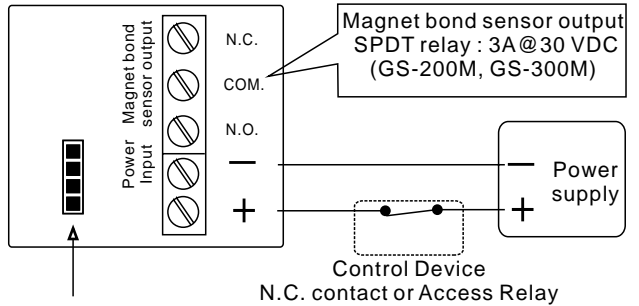 Magnet bond
sensor output
Power
Input
N.C.
COM.
N.O.
−
+
Magnet bond sensor output
SPDT relay : 3A@30 VDC
(GS-200M, GS-300M)
−
+
Power
supply
Control Device
N.C. contact or Access Relay